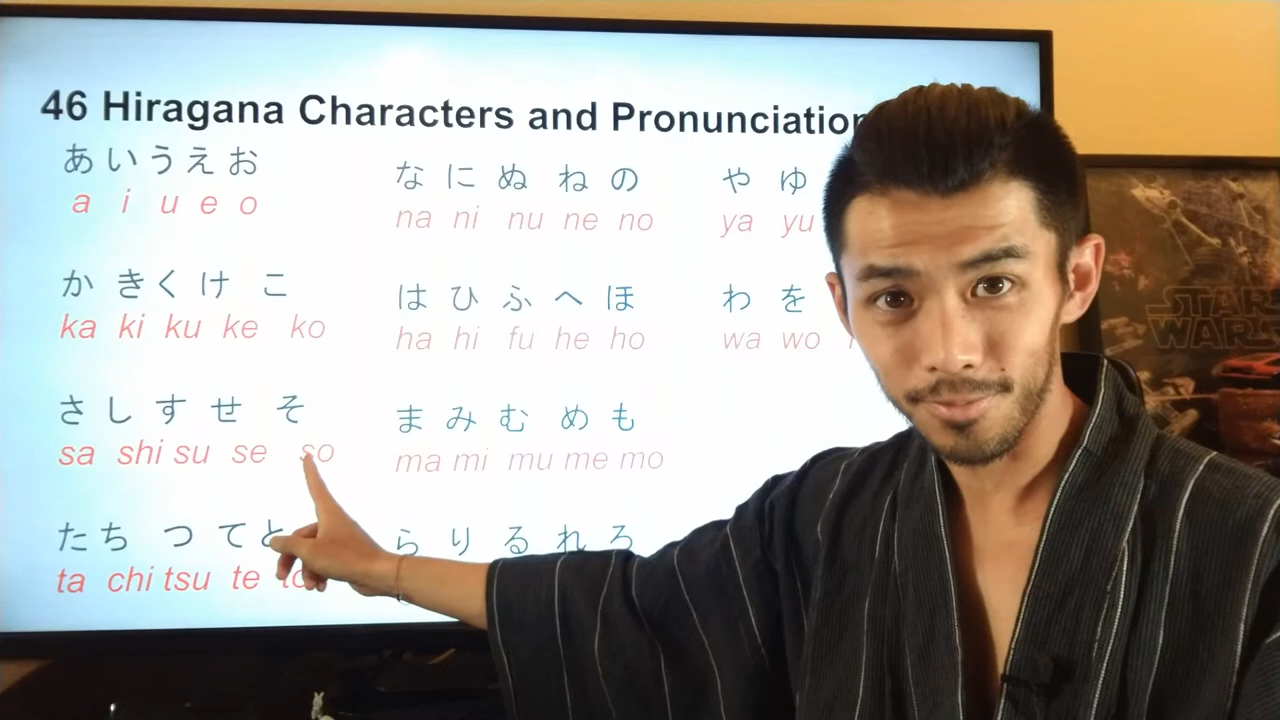 46 Hiragana Characters and Pronunciation
あ い う え お
a i u e o
か き く け こ
ka ki ku ke ko
さ し す せ そ
sa shi su se so
た ち つ て と
ta chi tsu te to
な に ぬ ね の
na ni nu ne no
は ひ ふ へ ほ
ha hi fu he ho
ま み む め も
ma mi mu me mo
ら り る れ ろ
や ゆ
ya yu
わ を
wa wo
STAR
WARS